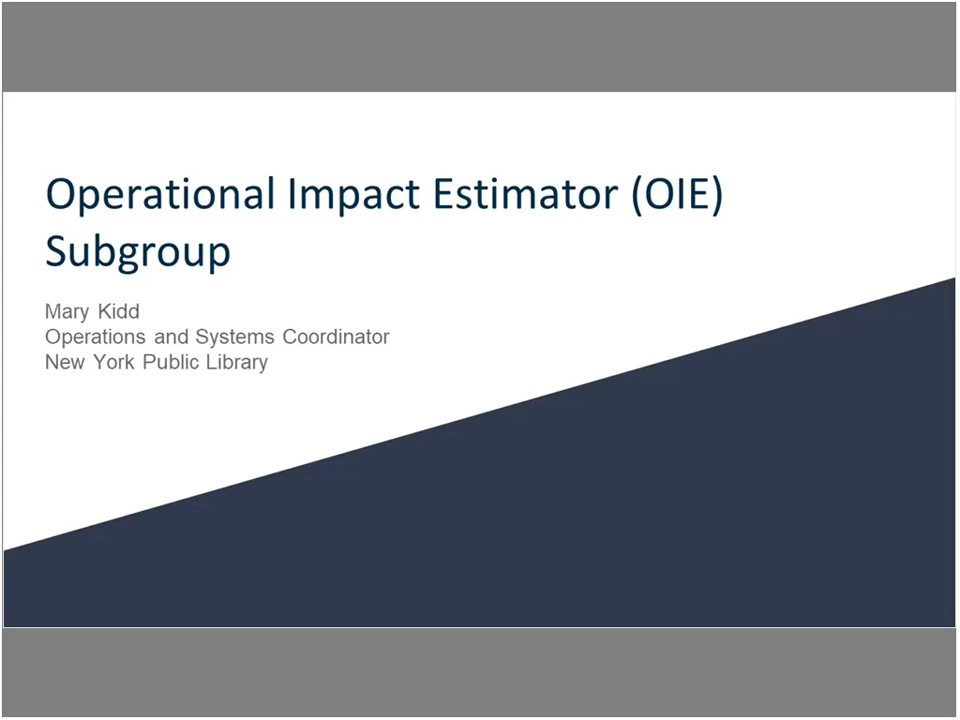 Operational Impact Estimator (OIE)
Subgroup
Mary Kidd
Operations and Systems Coordinator
New York Public Library